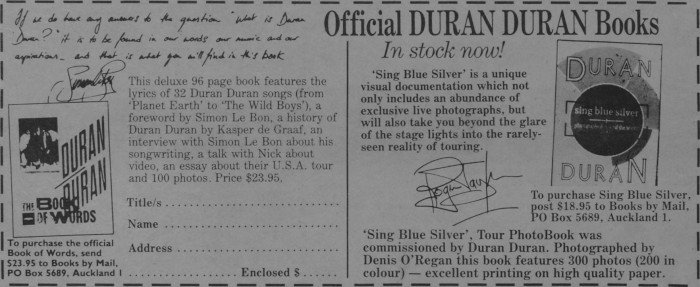 If we do have any answers to the question "What is Duran
Duran?" it is to be found in our words our music and our
aspirations - and that is what you will find in this book
DURAN
DURAN
THE BOOK
OF WORDS
To purchase the official
Book of Words, send
$23.95 to Books by Mail,
PO Box 5689, Auckland 1
This deluxe 96 page book features the
lyrics of 32 Duran Duran songs (from
'Planet Earth' to 'The Wild Boys'), a
foreword by Simon Le Bon, a history of
Duran Duran by Kasper de Graaf, an
interview with Simon Le Bon about his
songwriting, a talk with Nick about
video, an essay about their U.S.A. tour
and 100 photos. Price $23.95.
Title/s
Name
Address
Enclosed $
Official DURAN DURAN Books
In stock now!
'Sing Blue Silver' is a unique
visual documentation which not
only includes an abundance of
exclusive live photographs, but
will also take you beyond the glare
of the stage lights into the rarely-
seen reality of touring.
DURAN
sing blue silver
DURAN
To purchase Sing Blue Silver,
post $18.95 to Books by Mail,
PO Box 5689, Auckland 1.
'Sing Blue Silver', Tour PhotoBook was
commissioned by Duran Duran. Photographed by
Denis O'Regan this book features 300 photos (200 in
colour) — excellent printing on high quality paper.